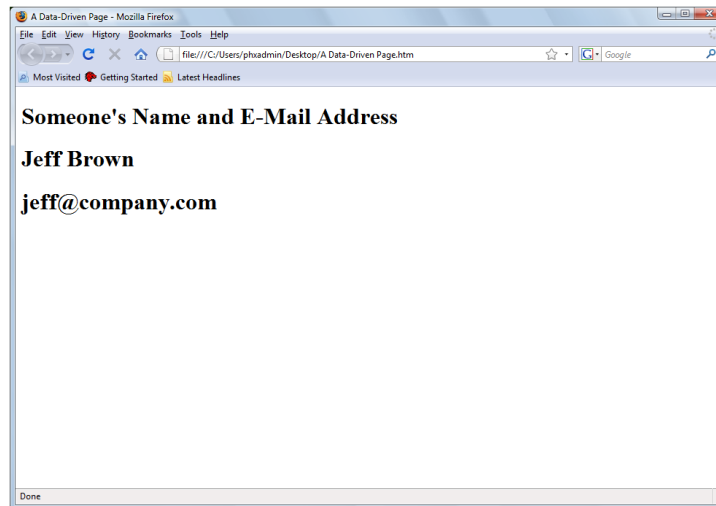 A Data-Driven Page - Mozilla Firefox
File Edit View History Bookmarks Tools Help
file:///C:/Users/phxadmin/Desktop/A Data-Driven Page.htm G Google
Most Visited Getting Started Latest Headlines
Someone's Name and E-Mail Address
Jeff Brown
jeff@company.com
Done